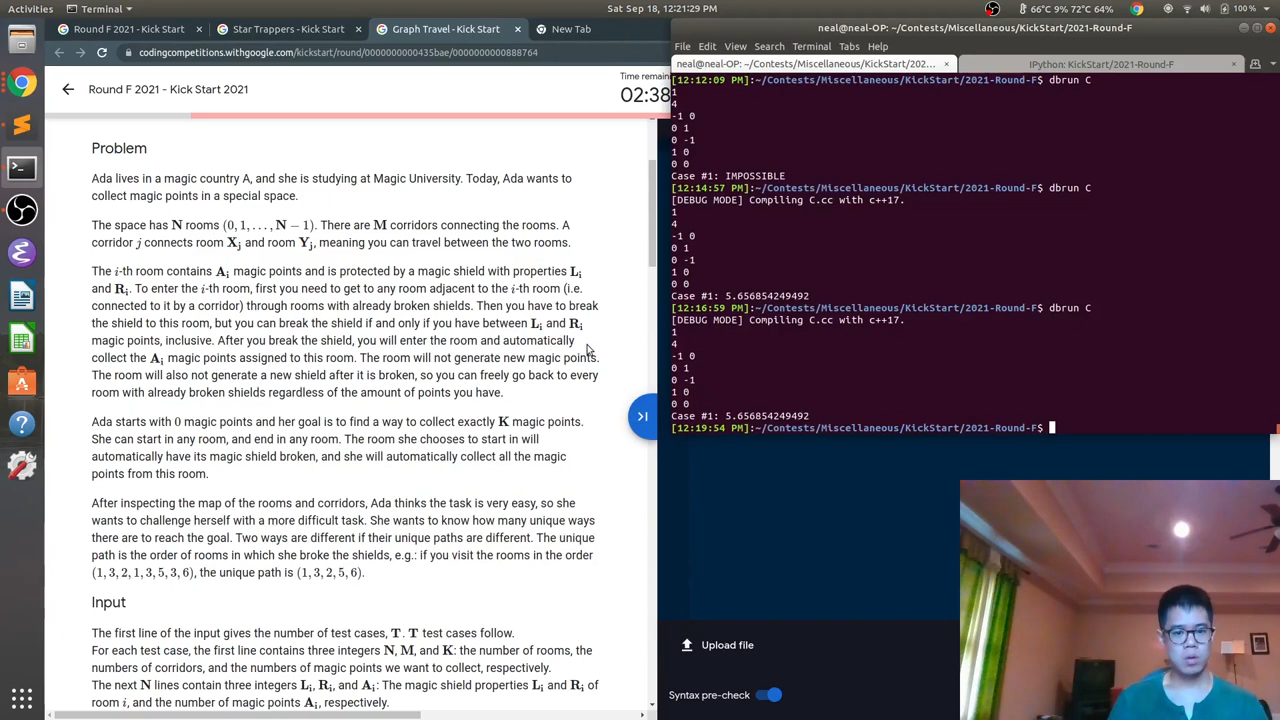 Activities
Terminal
Sat Sep 18, 12:21:29
66°C 9% 72°C 64%
100 %
Round F 2021 - Kick Start
Star Trappers - Kick Start
Graph Travel - Kick Start
New Tab
codingcompetitions.withgoogle.com/kickstart/round/0000000000435bae/0000000000888764
Round F 2021 - Kick Start 2021
Time remain
02:38
Problem
Ada lives in a magic country A, and she is studying at Magic University. Today, Ada wants to
collect magic points in a special space.
The space has N rooms (0, 1, . . . , N − 1). There are M corridors connecting the rooms. A
corridor j connects room Xj and room Yj, meaning you can travel between the two rooms.
The i-th room contains Ai magic points and is protected by a magic shield with properties Li
and Ri. To enter the i-th room, first you need to get to any room adjacent to the i-th room (i.e.
connected to it by a corridor) through rooms with already broken shields. Then you have to break
the shield to this room, but you can break the shield if and only if you have between Li and Ri
magic points, inclusive. After you break the shield, you will enter the room and automatically
collect the Ai magic points assigned to this room. The room will not generate new magic points.
The room will also not generate a new shield after it is broken, so you can freely go back to every
room with already broken shields regardless of the amount of points you have.
Ada starts with 0 magic points and her goal is to find a way to collect exactly K magic points.
She can start in any room, and end in any room. The room she chooses to start in will
automatically have its magic shield broken, and she will automatically collect all the magic
points from this room.
After inspecting the map of the rooms and corridors, Ada thinks the task is very easy, so she
wants to challenge herself with a more difficult task. She wants to know how many unique ways
there are to reach the goal. Two ways are different if their unique paths are different. The unique
path is the order of rooms in which she broke the shields, e.g.: if you visit the rooms in the order
(1, 3, 2, 1, 3, 5, 3, 6), the unique path is (1, 3, 2, 5, 6).
Input
The first line of the input gives the number of test cases, T. T test cases follow.
For each test case, the first line contains three integers N, M, and K: the number of rooms, the
numbers of corridors, and the numbers of magic points we want to collect, respectively.
The next N lines contain three integers Li, Ri, and Ai: The magic shield properties Li and Ri of
room i, and the number of magic points Ai, respectively.
neal@neal-OP: ~/Contests/Miscellaneous/KickStart/2021-Round-F
File Edit View Search Terminal Tabs Help
neal@neal-OP: ~/Contests/Miscellaneous/KickStart/202...
IPython: KickStart/2021-Round-F
[12:12:09 PM]:~/Contests/Miscellaneous/KickStart/2021-Round-F$ dbrun C
1
4
-1 0
0 1
0 -1
1 0
0 0
Case #1: IMPOSSIBLE
[12:14:57 PM]:~/Contests/Miscellaneous/KickStart/2021-Round-F$ dbrun C
[DEBUG MODE] Compiling C.cc with c++17.
1
4
-1 0
0 1
0 -1
1 0
0 0
Case #1: 5.656854249492
[12:16:59 PM]:~/Contests/Miscellaneous/KickStart/2021-Round-F$ dbrun C
[DEBUG MODE] Compiling C.cc with c++17.
1
4
-1 0
0 1
0 -1
1 0
0 0
Case #1: 5.656854249492
[12:19:54 PM]:~/Contests/Miscellaneous/KickStart/2021-Round-F$
Upload file
Syntax pre-check